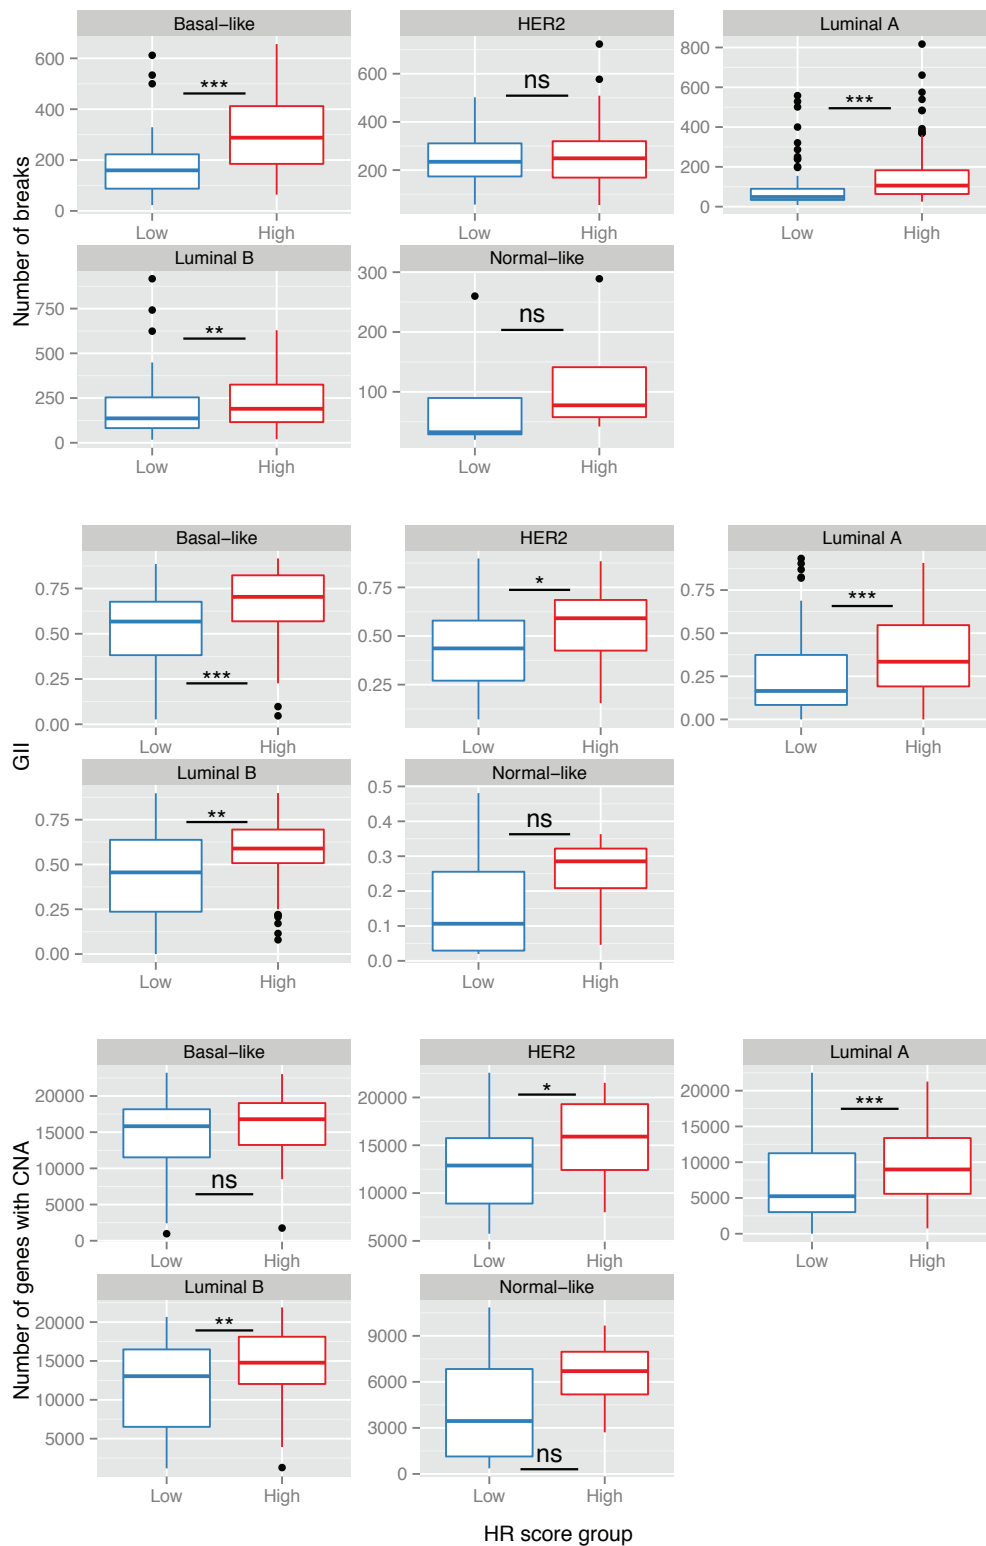 Number of breaks
Basal−like
600
400
200
0
***
Low
High
HER2
600
400
200
ns
Low
High
Luminal A
800
600
400
200
0
***
Low
High
Luminal B
750
500
250
0
**
Low
High
Normal−like
300
200
100
ns
Low
High
GII
Basal−like
0.75
0.50
0.25
0.00
***
Low
High
HER2
0.75
0.50
0.25
*
Low
High
Luminal A
0.75
0.50
0.25
0.00
***
Low
High
Luminal B
0.75
0.50
0.25
0.00
**
Low
High
Normal−like
0.5
0.4
0.3
0.2
0.1
0.0
ns
Low
High
Number of genes with CNA
Basal−like
20000
15000
10000
5000
0
ns
Low
High
HER2
20000
15000
10000
5000
*
Low
High
Luminal A
20000
15000
10000
5000
0
***
Low
High
Luminal B
20000
15000
10000
5000
**
Low
High
Normal−like
9000
6000
3000
0
ns
Low
High
HR score group